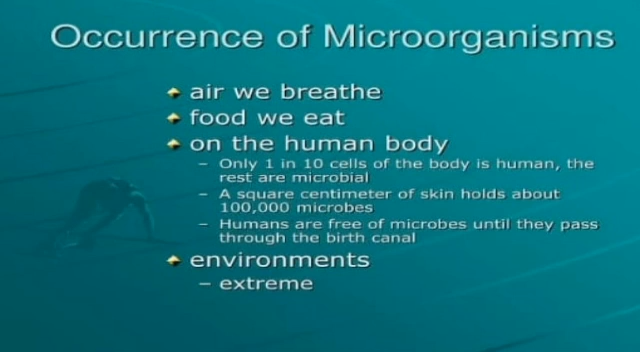 Occurrence of Microorganisms
air we breathe
food we eat
on the human body
– Only 1 in 10 cells of the body is human, the
rest are microbial
– A square centimeter of skin holds about
100,000 microbes
– Humans are free of microbes until they pass
through the birth canal
environments
– extreme